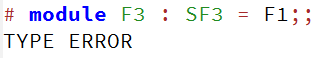 # module F3 : SF3 = F1;;
TYPE ERROR